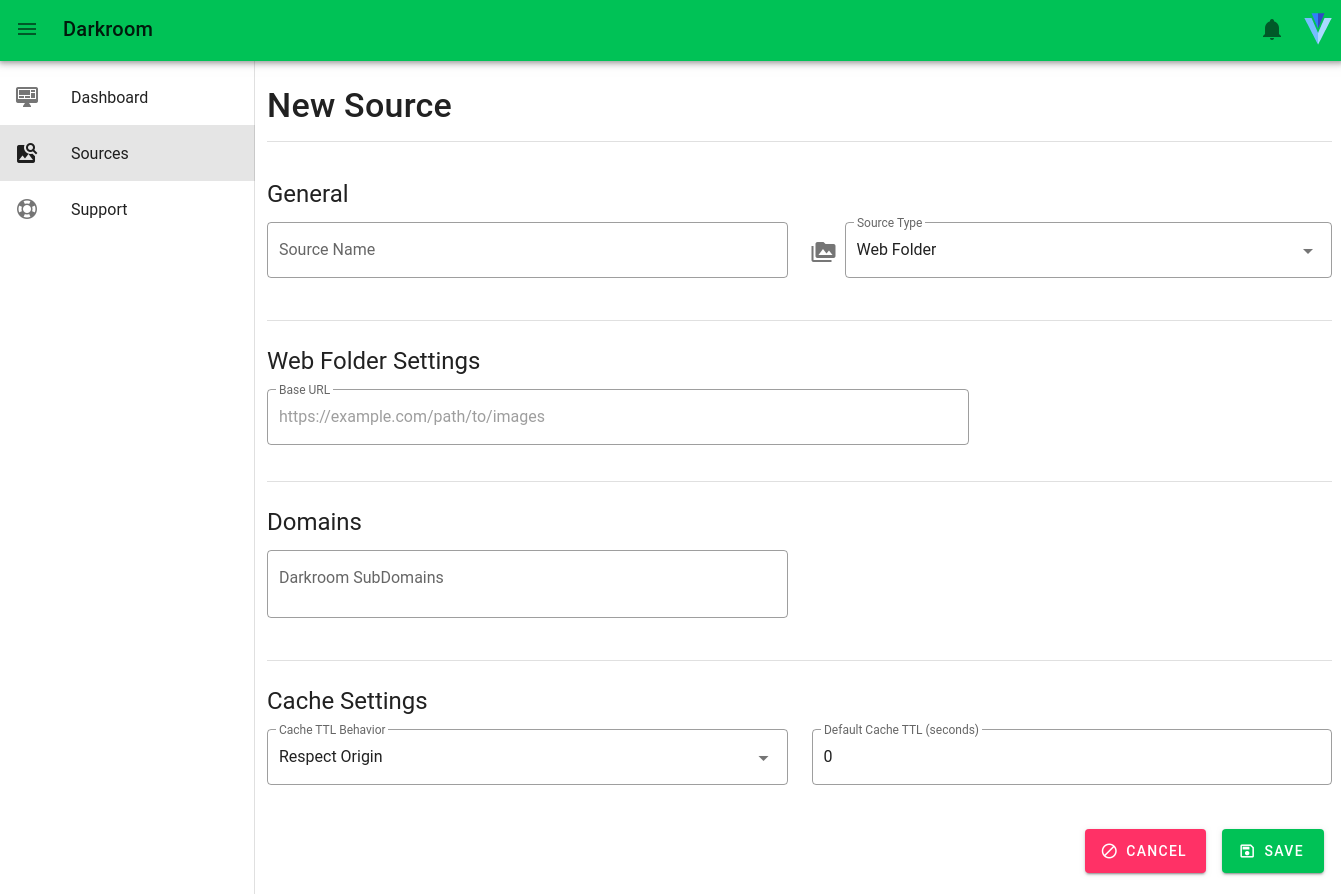 Darkroom
Dashboard
Sources
Support
New Source
General
Source Name
Source Type
Web Folder
Web Folder Settings
Base URL
https://example.com/path/to/images
Domains
Darkroom SubDomains
Cache Settings
Cache TTL Behavior
Respect Origin
Default Cache TTL (seconds)
0
CANCEL
SAVE